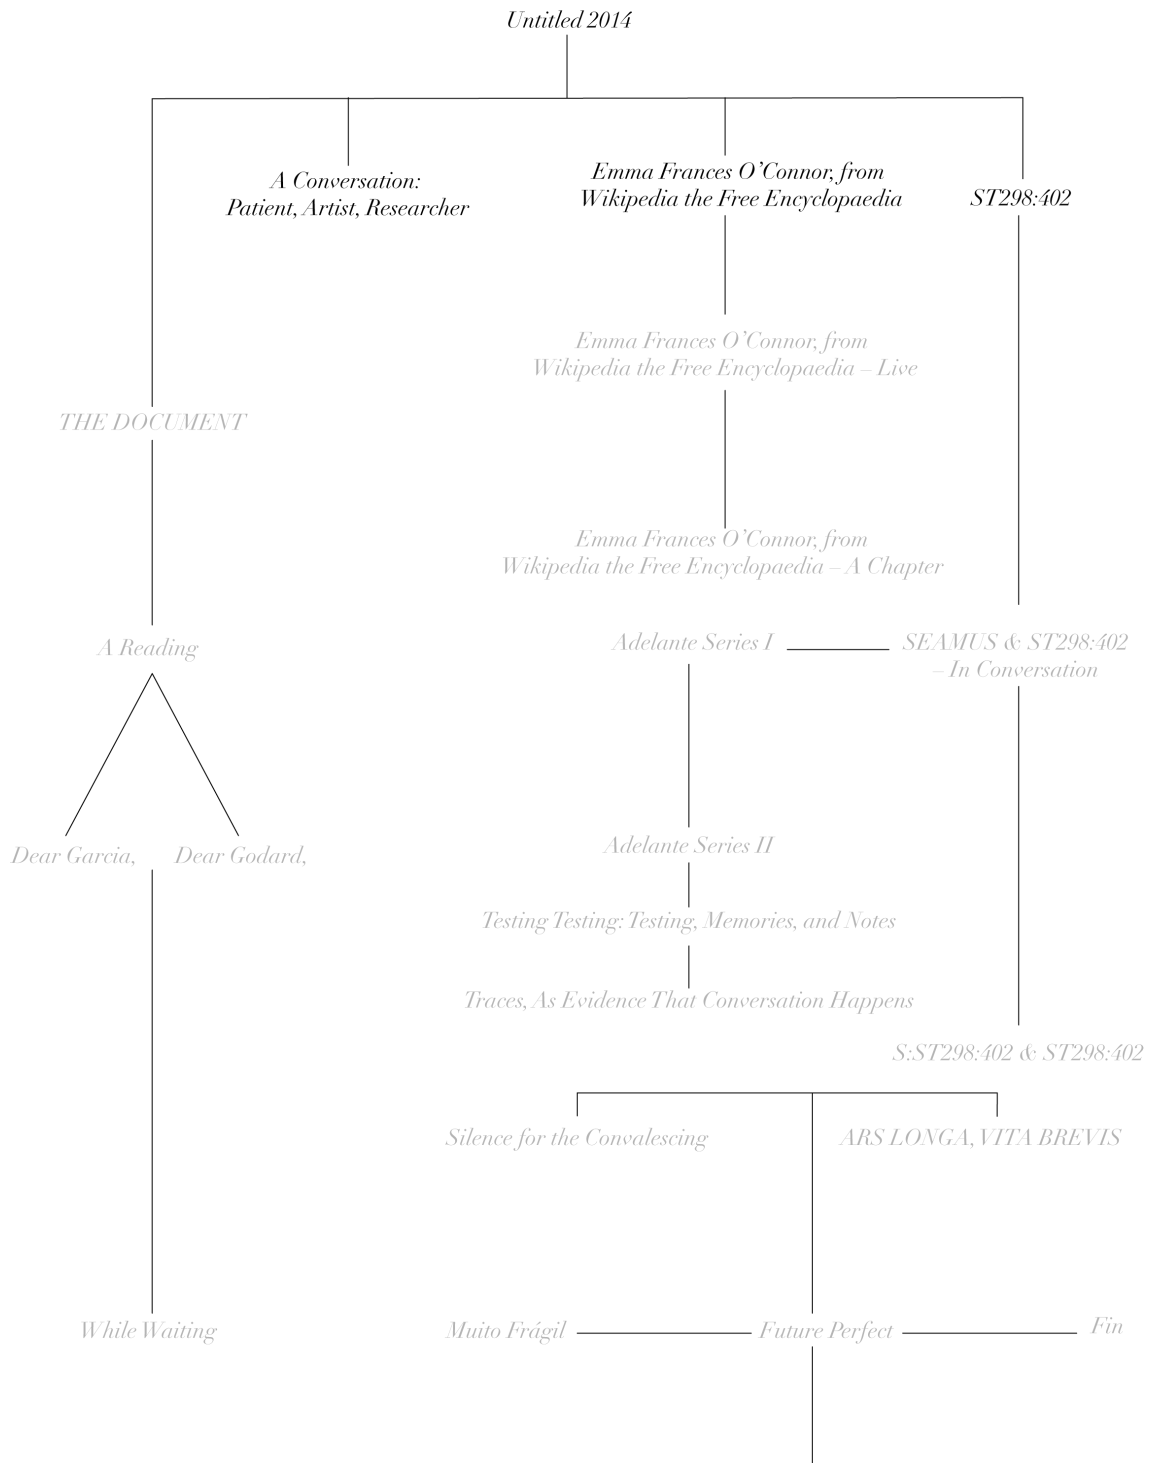 Untitled 2014
A Conversation:
Patient, Artist, Researcher
Emma Frances O’Connor, from
Wikipedia the Free Encyclopaedia
ST298:402
Emma Frances O’Connor, from
Wikipedia the Free Encyclopaedia – Live
THE DOCUMENT
Emma Frances O’Connor, from
Wikipedia the Free Encyclopaedia – A Chapter
A Reading
Adelante Series I
SEAMUS & ST298:402
– In Conversation
Dear Garcia,
Dear Godard,
Adelante Series II
Testing Testing: Testing, Memories, and Notes
Traces, As Evidence That Conversation Happens
S:ST298:402 & ST298:402
Silence for the Convalescing
ARS LONGA, VITA BREVIS
While Waiting
Muito Frágil
Future Perfect
Fin